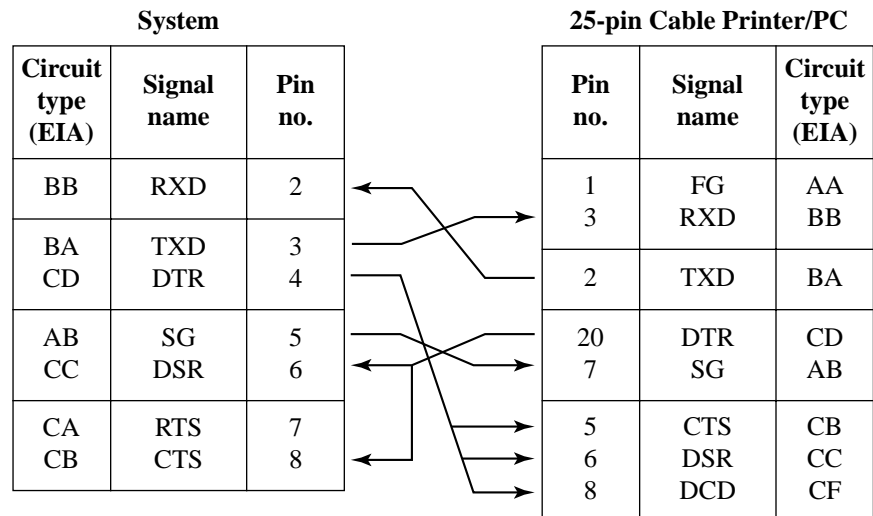 System
Circuit type (EIA) Signal name Pin no.
BB RXD 2
BA TXD 3
CD DTR 4
AB SG 5
CC DSR 6
CA RTS 7
CB CTS 8
25-pin Cable Printer/PC
Pin no. Signal name Circuit type (EIA)
1 FG AA
3 RXD BB
2 TXD BA
20 DTR CD
7 SG AB
5 CTS CB
6 DSR CC
8 DCD CF